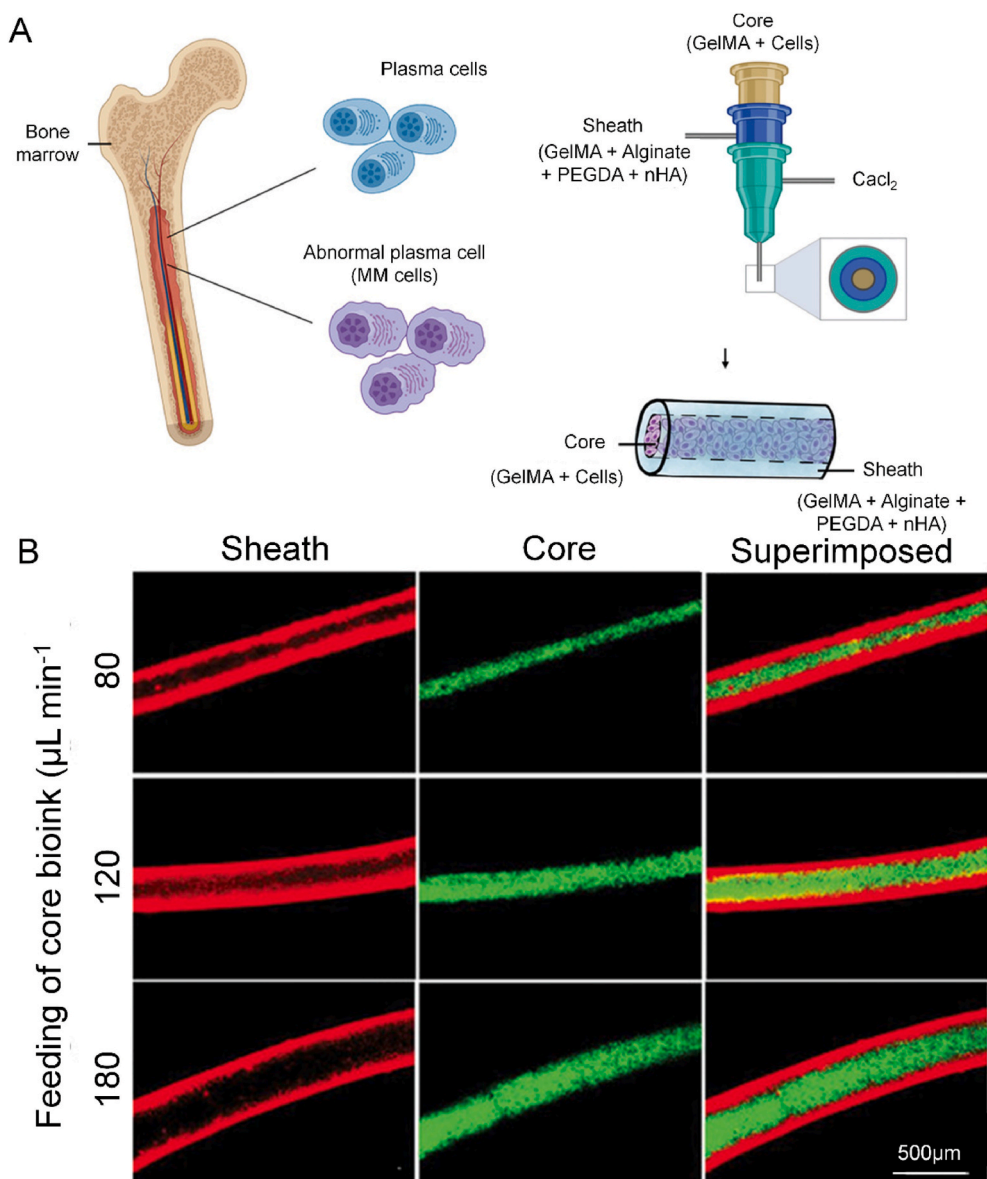 A
Bone
marrow
Plasma cells
Abnormal plasma cell
(MM cells)
Core
(GelMA + Cells)
Sheath
(GelMA + Alginate
+ PEGDA + nHA)
Cacl₂
Core
(GelMA + Cells)
Sheath
(GelMA + Alginate +
PEGDA + nHA)
B
Sheath
Core
Superimposed
Feeding of core bioink (µL min⁻¹
80
120
180
500µm